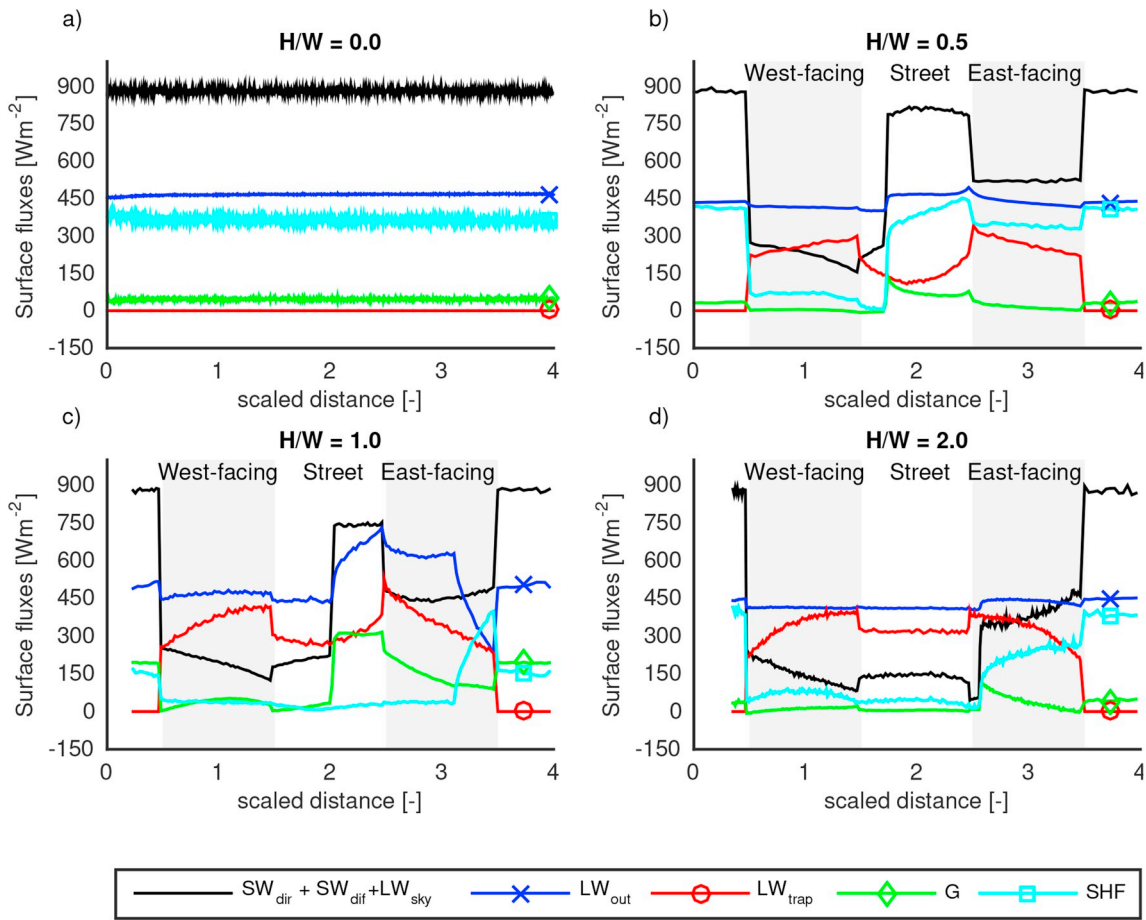 a)
H/W = 0.0
Surface fluxes [Wm⁻²]
900
750
600
450
300
150
0
-150
0 1 2 3 4
scaled distance [-]
b)
H/W = 0.5
West-facing Street East-facing
Surface fluxes [Wm⁻²]
900
750
600
450
300
150
0
-150
0 1 2 3 4
scaled distance [-]
c)
H/W = 1.0
West-facing Street East-facing
Surface fluxes [Wm⁻²]
900
750
600
450
300
150
0
-150
0 1 2 3 4
scaled distance [-]
d)
H/W = 2.0
West-facing Street East-facing
Surface fluxes [Wm⁻²]
900
750
600
450
300
150
0
-150
0 1 2 3 4
scaled distance [-]
SW_dir + SW_dif +LW_sky LW_out LW_trap G SHF